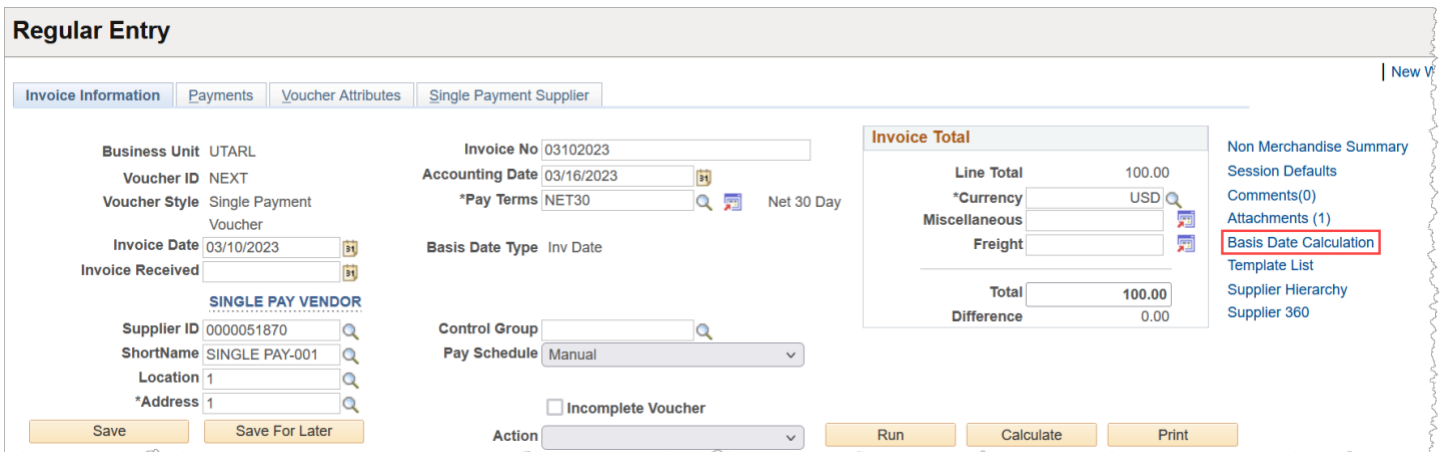 Regular Entry
New W
Invoice Information Payments Voucher Attributes Single Payment Supplier
Business Unit UTARL
Voucher ID NEXT
Voucher Style Single Payment
Voucher
Invoice Date 03/10/2023 31
Invoice Received 31
SINGLE PAY VENDOR
Supplier ID 0000051870
ShortName SINGLE PAY-001
Location 1
*Address 1
Save Save For Later
Invoice No 03102023
Accounting Date 03/16/2023 31
*Pay Terms NET30 Net 30 Day
Basis Date Type Inv Date
Control Group
Pay Schedule Manual
Incomplete Voucher
Action
Run Calculate Print
Invoice Total
Line Total 100.00
*Currency USD
Miscellaneous
Freight
Total 100.00
Difference 0.00
Non Merchandise Summary
Session Defaults
Comments(0)
Attachments (1)
Basis Date Calculation
Template List
Supplier Hierarchy
Supplier 360